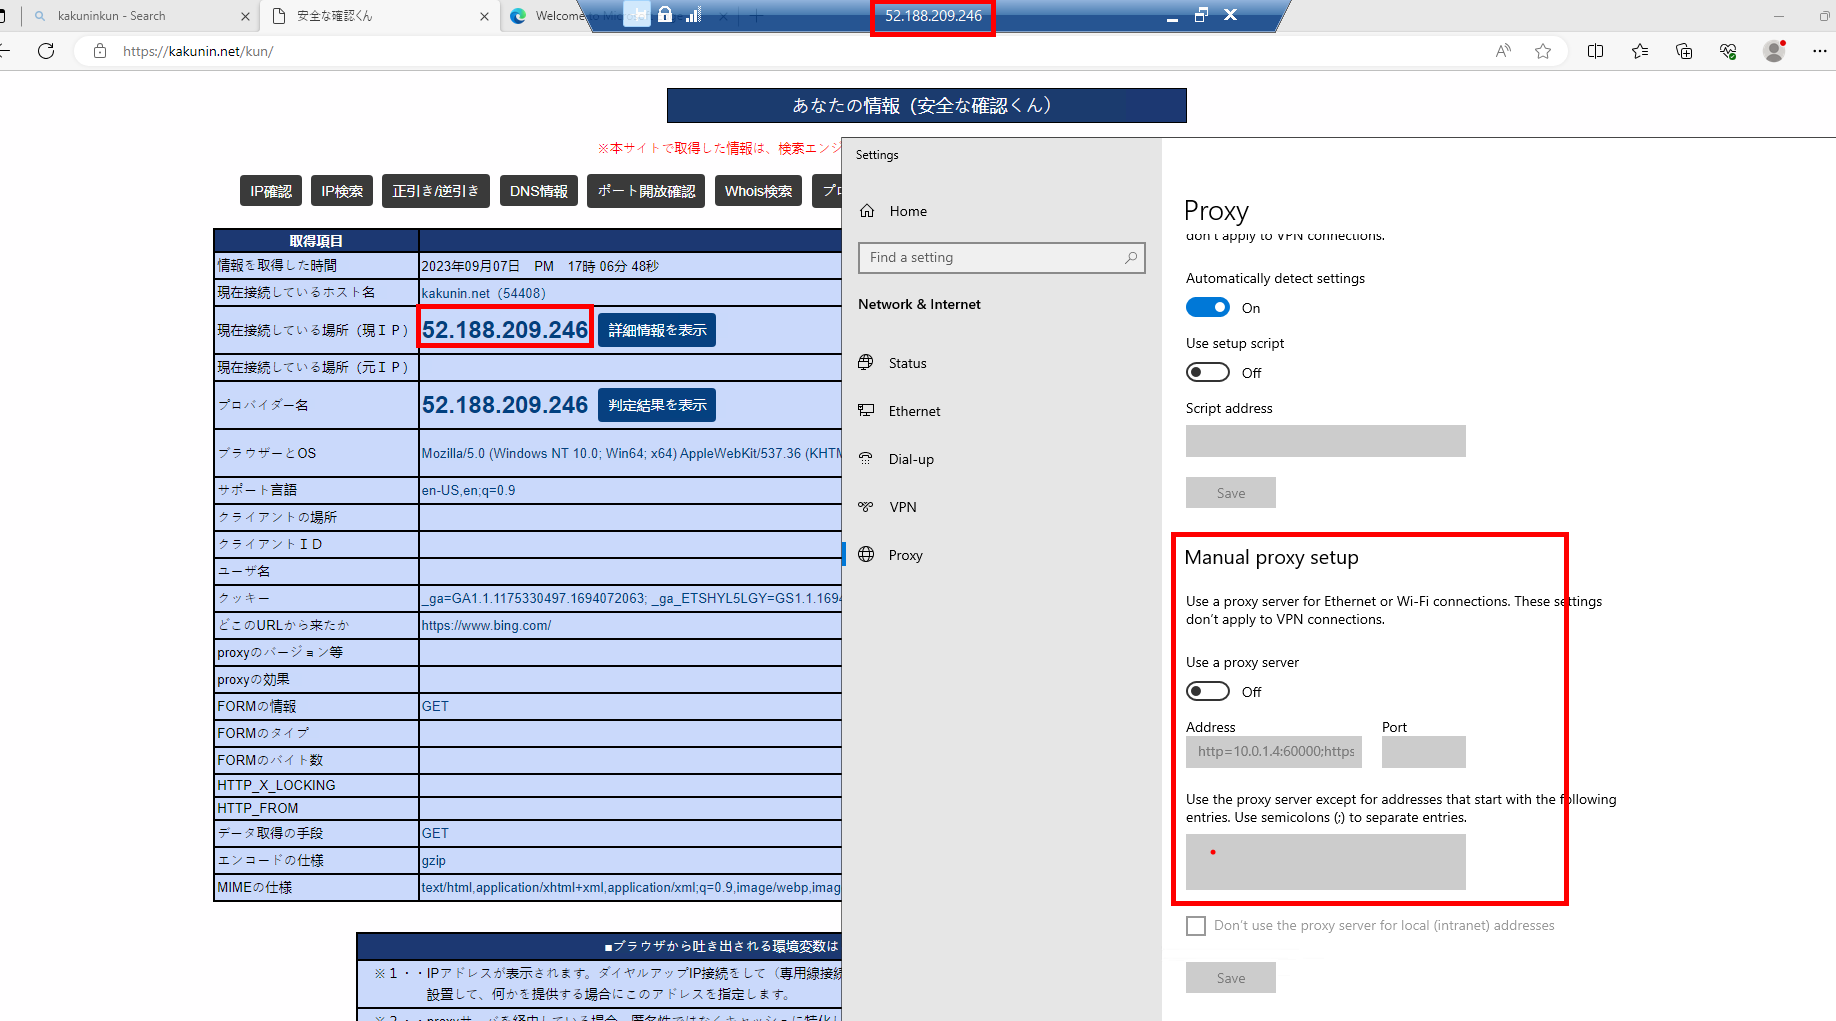 kakuninkun - Search
安全な確認くん
Welcome to
52.188.209.246
https://kakunin.net/kun/
あなたの情報（安全な確認くん）
※本サイトで取得した情報は、検索エンジ
IP確認
IP検索
正引き/逆引き
DNS情報
ポート開放確認
Whois検索
プロ
取得項目
情報を取得した時間
2023年09月07日　PM　17時 06分 48秒
現在接続しているホスト名
kakunin.net（54408）
現在接続している場所（現ＩＰ）
52.188.209.246
詳細情報を表示
現在接続している場所（元ＩＰ）
プロバイダー名
52.188.209.246
判定結果を表示
ブラウザーとOS
Mozilla/5.0 (Windows NT 10.0; Win64; x64) AppleWebKit/537.36 (KHTM
サポート言語
en-US,en;q=0.9
クライアントの場所
クライアントＩＤ
ユーザ名
クッキー
_ga=GA1.1.1175330497.1694072063; _ga_ETSHYL5LGY=GS1.1.1694
どこのURLから来たか
https://www.bing.com/
proxyのバージョン等
proxyの効果
FORMの情報
GET
FORMのタイプ
FORMのバイト数
HTTP_X_LOCKING
HTTP_FROM
データ取得の手段
GET
エンコードの仕様
gzip
MIMEの仕様
text/html,application/xhtml+xml,application/xml;q=0.9,image/webp,imag
■ブラウザから吐き出される環境変数は
※１・・IPアドレスが表示されます。ダイヤルアップIP接続をして（専用線接続
設置して、何かを提供する場合にこのアドレスを指定します。
Settings
Home
Find a setting
Network & Internet
Status
Ethernet
Dial-up
VPN
Proxy
Proxy
don't apply to VPN connections.
Automatically detect settings
On
Use setup script
Off
Script address
Save
Manual proxy setup
Use a proxy server for Ethernet or Wi-Fi connections. These settings
don't apply to VPN connections.
Use a proxy server
Off
Address
Port
http=10.0.1.4:60000;https
Use the proxy server except for addresses that start with the following
entries. Use semicolons (;) to separate entries.
Don't use the proxy server for local (intranet) addresses
Save